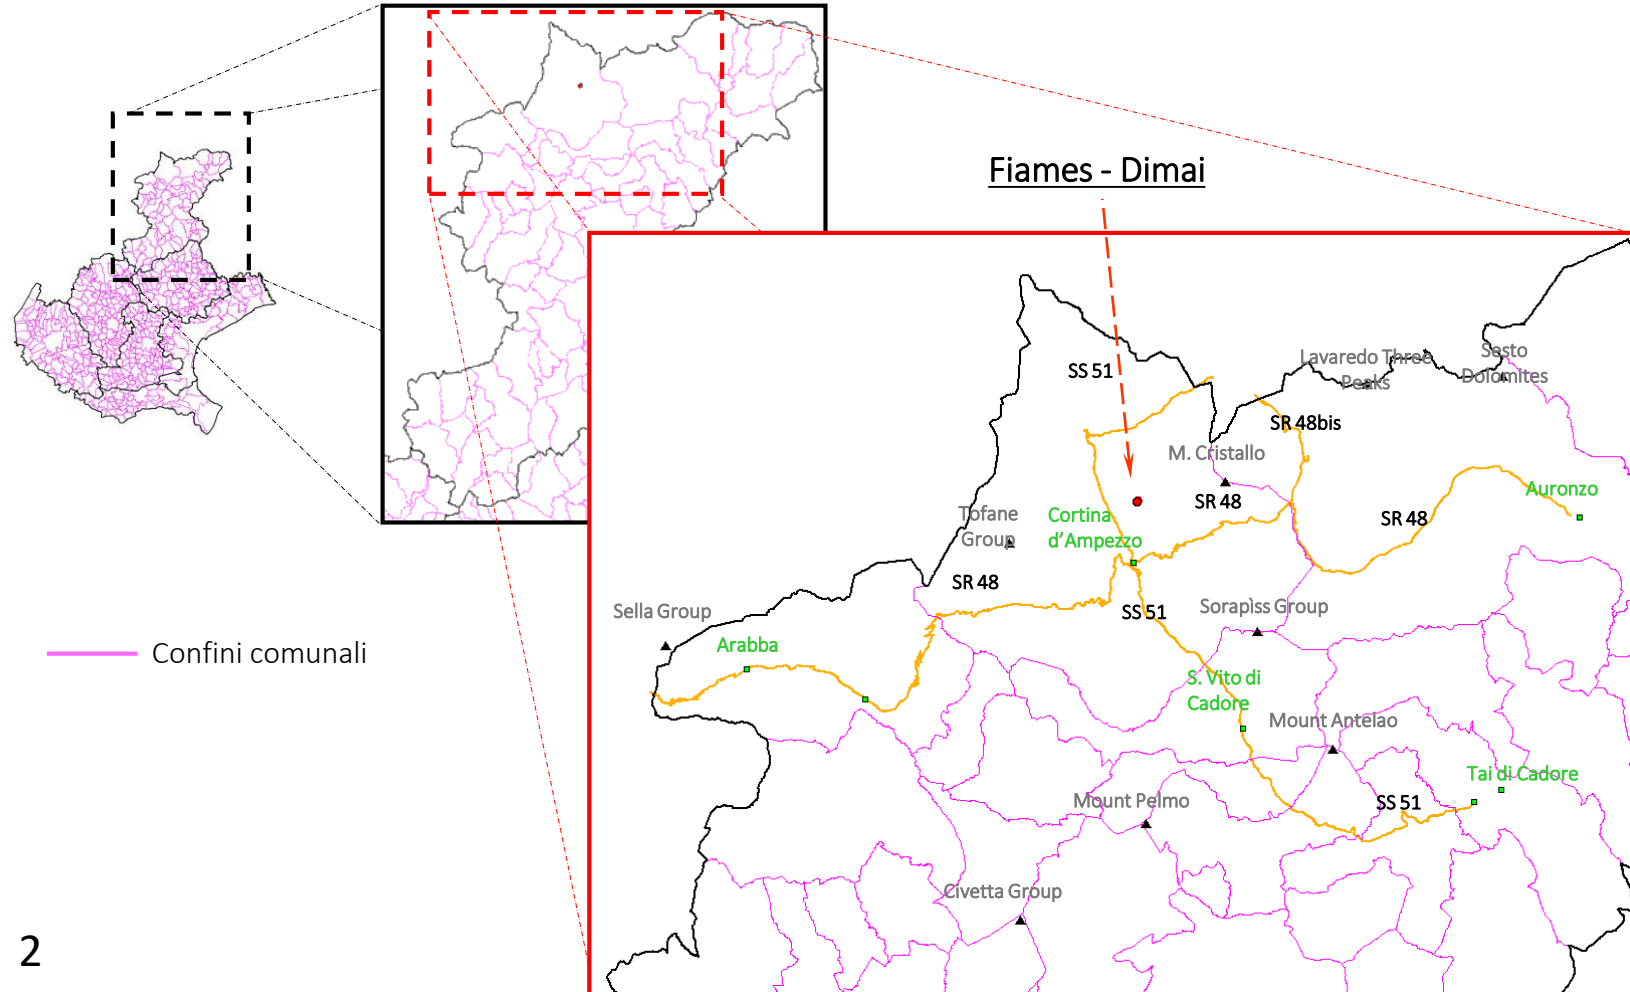 Fiames - Dimai
SS 51
Lavaredo Three
Peaks
Sesto
Dolomites
SR 48bis
M. Cristallo
SR 48
Auronzo
SR 48
Tofane
Group
Cortina
d'Ampezzo
SR 48
SS 51
Sorapìss Group
Sella Group
Arabba
Confini comunali
S. Vito di
Cadore
Mount Antelao
Tai di Cadore
SS 51
Mount Pelmo
Civetta Group
2